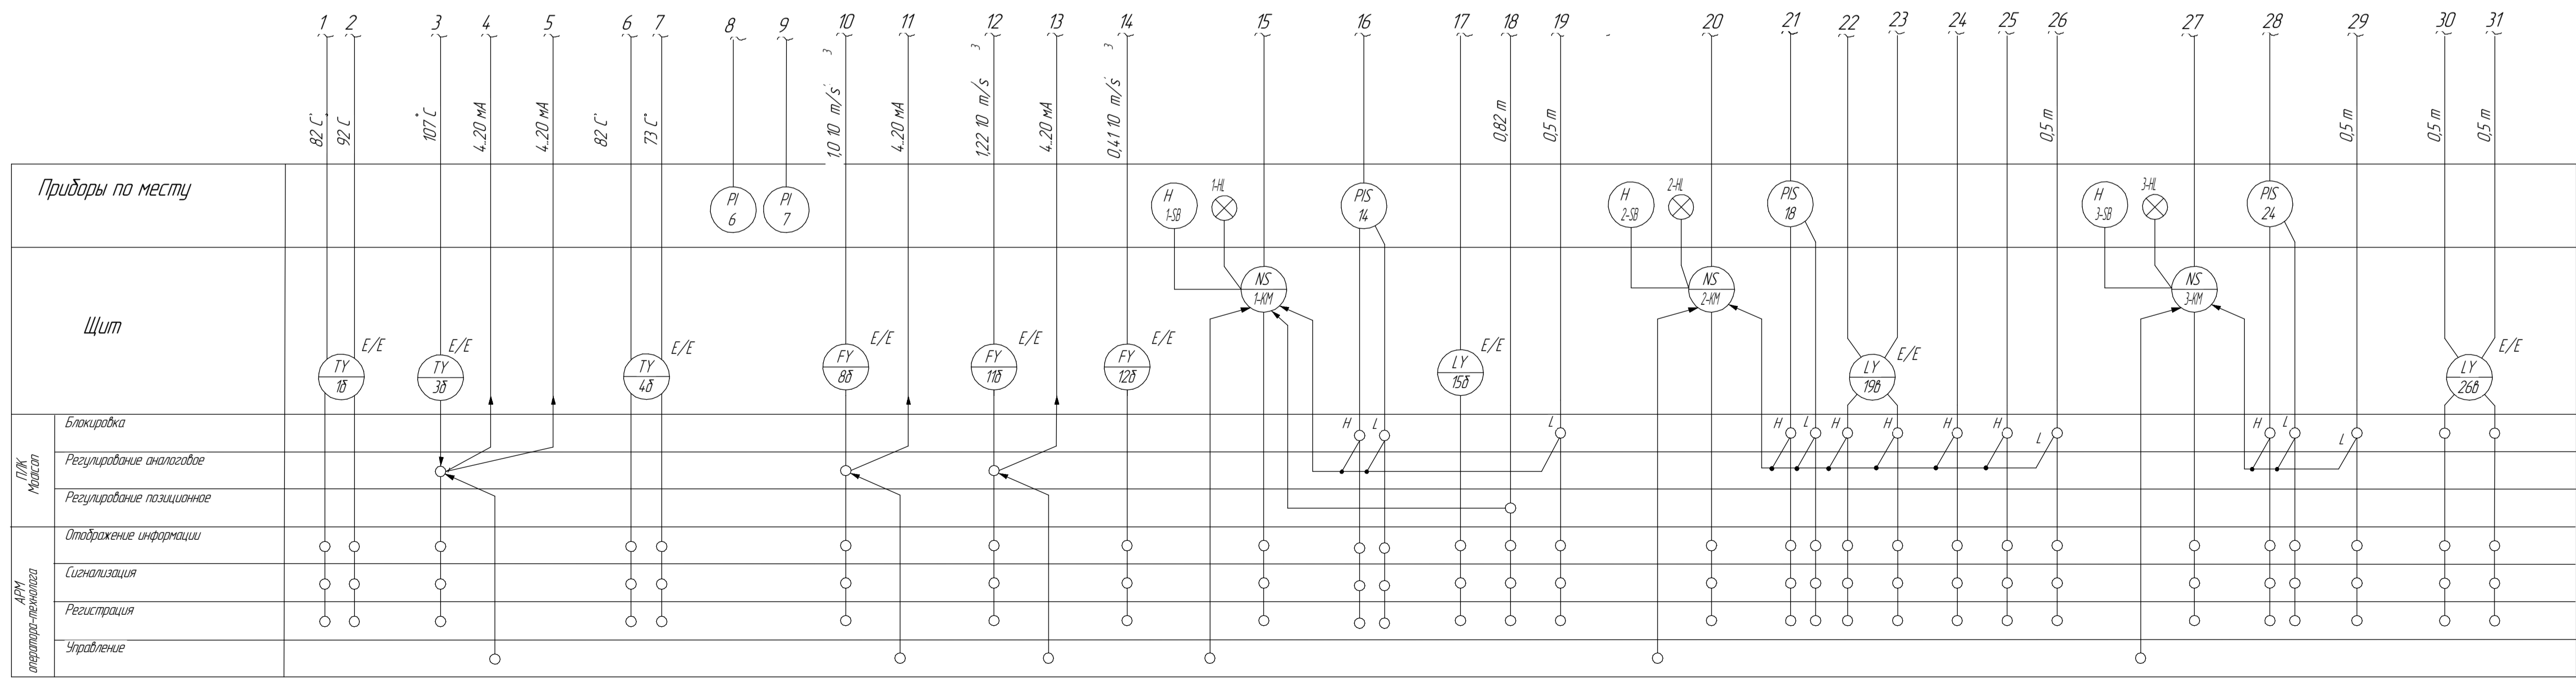 1 2 3 4 5 6 7 8 9 10 11 12 13 14 15 16 17 18 19 20 21 22 23 24 25 26 27 28 29 30 31
82 C°
92 C
107 C°
4...20 мА
4...20 мА
82 C°
73 C°
1,0 10 m/s 3
4...20 мА
1,22 10 m/s 3
4...20 мА
0,41 10 m/s 3
0,82 m
0,5 m
0,5 m
0,5 m
0,5 m
0,5 m
Приборы по месту
PI 6
PI 7
H 1-SB
1-HL
PIS 14
H 2-SB
2-HL
PIS 18
H 3-SB
3-HL
PIS 24
Щит
TY 1б E/E
TY 3б E/E
TY 4б E/E
FY 8б E/E
FY 11б E/E
FY 12б E/E
NS 1-KM
LY 15б E/E
NS 2-KM
LY 19в E/E
NS 3-KM
LY 26в E/E
ПЛК
Modicon
Блокировка
H L L H L H H H H L H L L
Регулирование аналоговое
Регулирование позиционное
АРМ
оператора-технолога
Отображение информации
Сигнализация
Регистрация
Управление